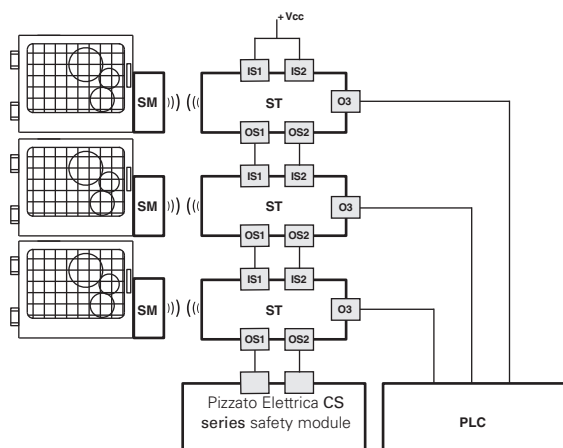 + Vcc
IS1 IS2
SM ST O3
OS1 OS2
IS1 IS2
SM ST O3
OS1 OS2
IS1 IS2
SM ST O3
OS1 OS2
Pizzato Elettrica CS
series safety module
PLC